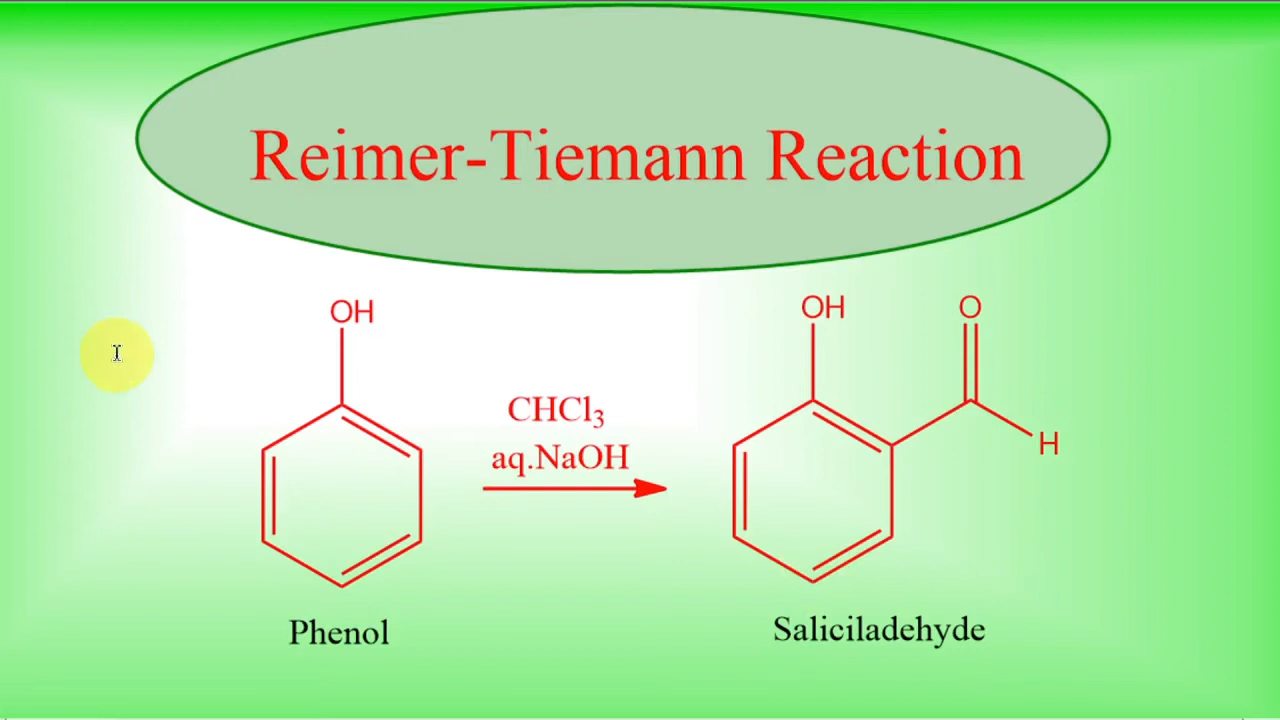 Reimer-Tiemann Reaction
OH
OH
O
CHCl₃
H
aq.NaOH
Phenol
Saliciladehyde